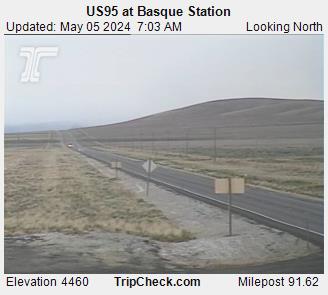 US95 at Basque Station
Updated: May 05 2024 7:03 AM Looking North
Elevation 4460 TripCheck.com Milepost 91.62